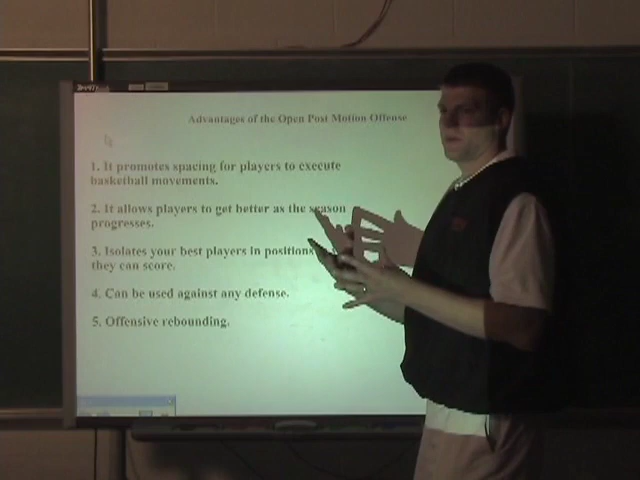 Advantages of the Open Post Motion Offense
1. It promotes spacing for players to execute
basketball movements.
2. It allows players to get better as the season
progresses.
3. Isolates your best players in positions
they can score.
4. Can be used against any defense.
5. Offensive rebounding.